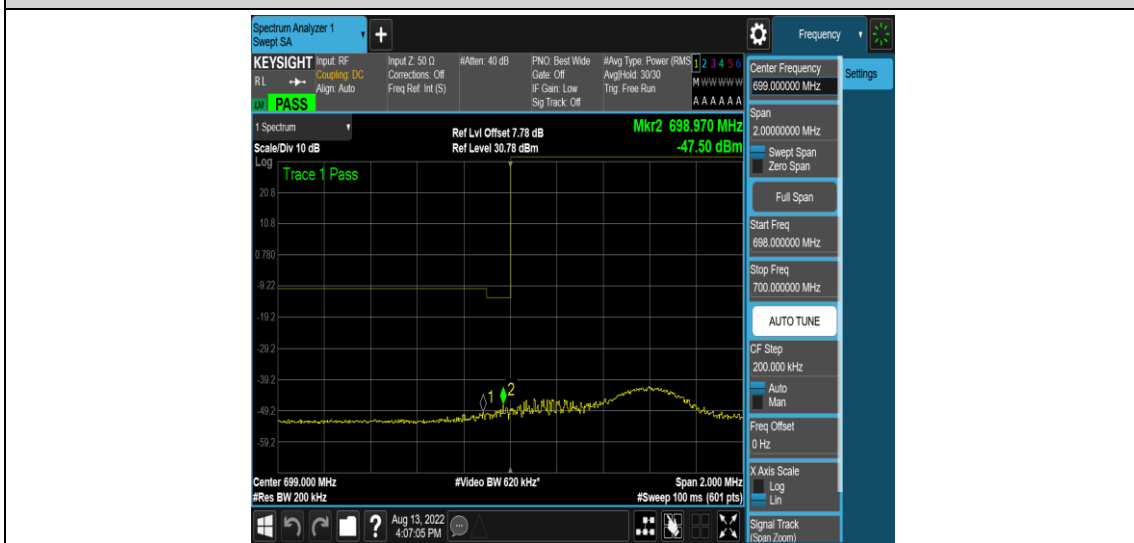 Spectrum Analyzer 1
Swept SA
Frequency
KEYSIGHT
RL
LV PASS
Input: RF
Coupling: DC
Align: Auto
Input Z: 50 Ω
Corrections: Off
Freq Ref: Int (S)
#Atten: 40 dB
PNO: Best Wide
Gate: Off
IF Gain: Low
Sig Track: Off
#Avg Type: Power (RMS
Avg|Hold: 30/30
Trig: Free Run
1 2 3 4 5 6
M W W W W W
A A A A A A
1 Spectrum
Scale/Div 10 dB
Ref Lvl Offset 7.78 dB
Ref Level 30.78 dBm
Mkr2 698.970 MHz
-47.50 dBm
Log
Trace 1 Pass
20.8
10.8
0.780
-9.22
-19.2
-29.2
-39.2
-49.2
-59.2
1
2
Center 699.000 MHz
#Res BW 200 kHz
#Video BW 620 kHz*
Span 2.000 MHz
#Sweep 100 ms (601 pts)
Center Frequency
699.000000 MHz
Settings
Span
2.00000000 MHz
Swept Span
Zero Span
Full Span
Start Freq
698.000000 MHz
Stop Freq
700.000000 MHz
AUTO TUNE
CF Step
200.000 kHz
Auto
Man
Freq Offset
0 Hz
X Axis Scale
Log
Lin
Signal Track
(Span Zoom)
?
Aug 13, 2022
4:07:05 PM